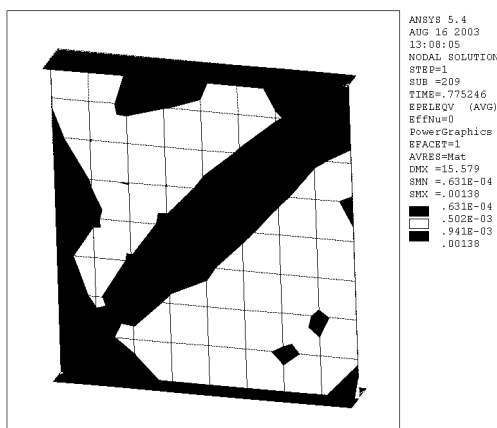 ANSYS 5.4
AUG 16 2003
13:08:05
NODAL SOLUTION
STEP=1
SUB =209
TIME=.775246
EPELEQV (AVG)
EffNu=0
PowerGraphics
EFACET=1
AVRES=Mat
DMX =15.579
SMN =.631E-04
SMX =.00138
.631E-04
.502E-03
.941E-03
.00138